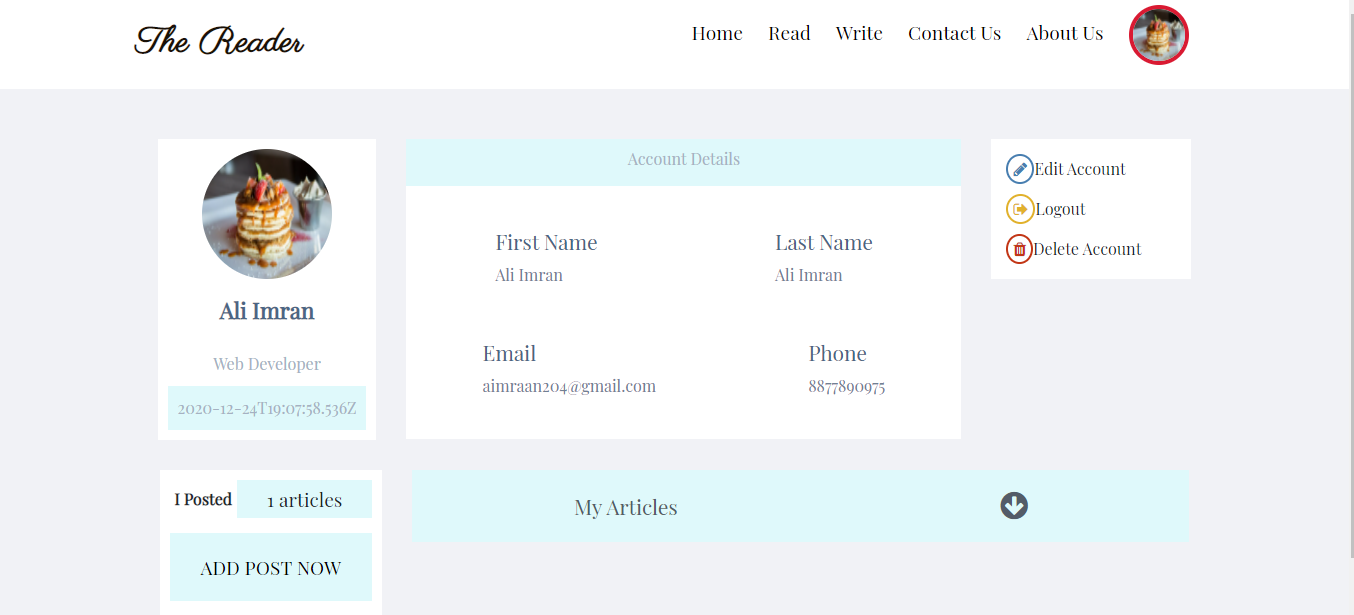 The Reader
Home Read Write Contact Us About Us
Ali Imran
Web Developer
2020-12-24T19:07:58.536Z
Account Details
First Name
Ali Imran
Last Name
Ali Imran
Email
aimraan204@gmail.com
Phone
8877890975
Edit Account
Logout
Delete Account
I Posted 1 articles
ADD POST NOW
My Articles